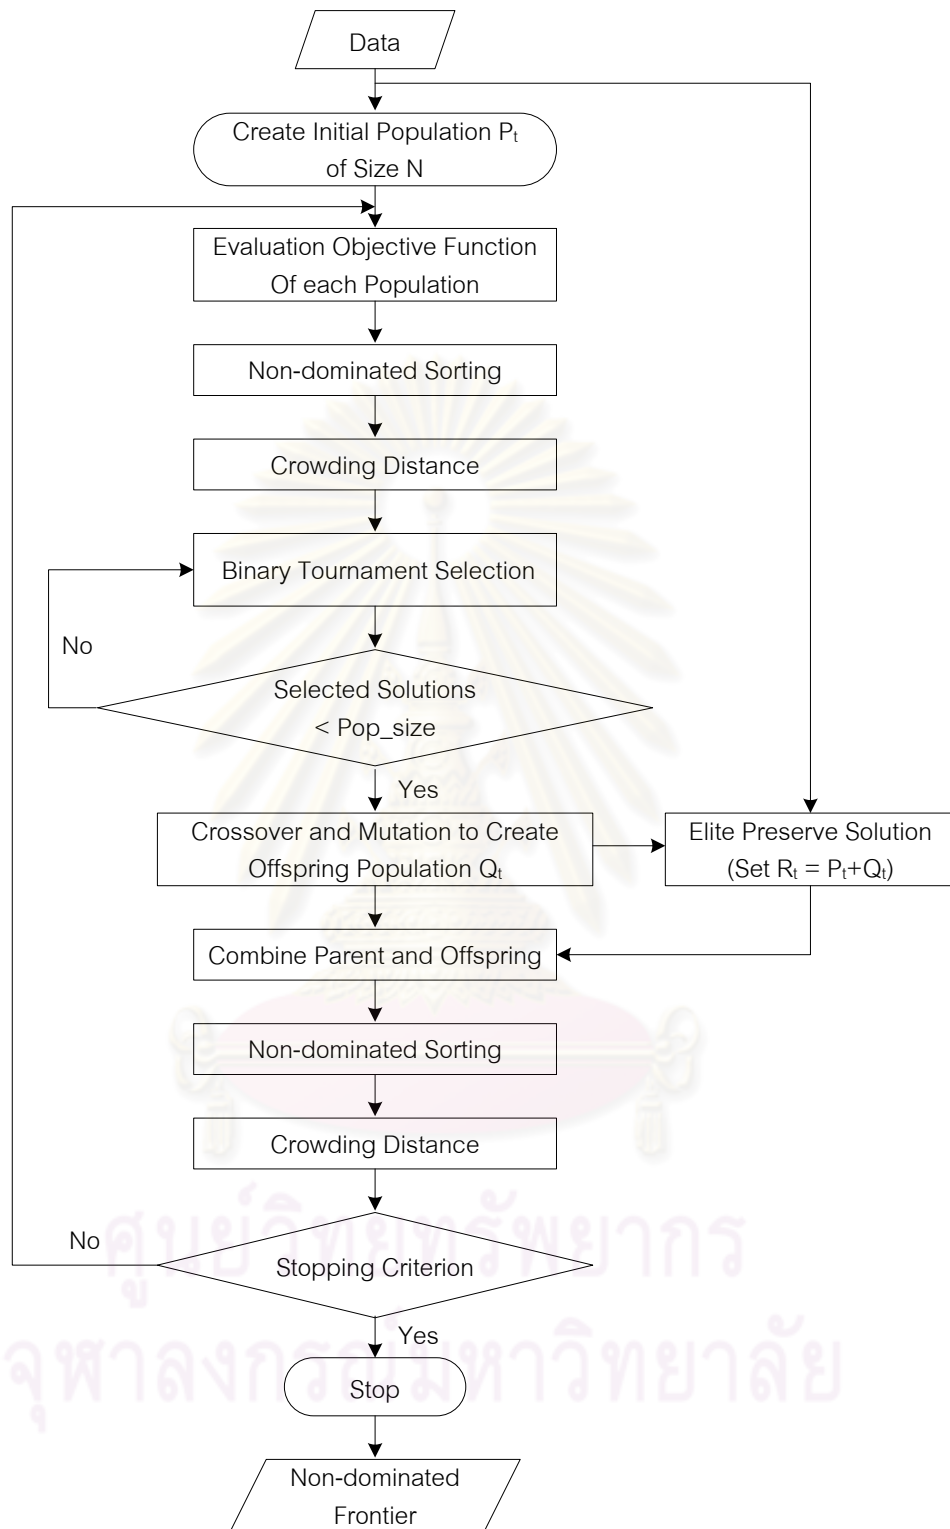 Data
Create Initial Population Pt
of Size N
Evaluation Objective Function
Of each Population
Non-dominated Sorting
Crowding Distance
Binary Tournament Selection
No
Selected Solutions
< Pop_size
Yes
Crossover and Mutation to Create
Offspring Population Qt
Elite Preserve Solution
(Set Rt = Pt+Qt)
Combine Parent and Offspring
Non-dominated Sorting
Crowding Distance
ศูนย์วิทยทรัพยากร
No
Stopping Criterion
Yes
จุฬาลงกรณ์มหาวิทยาลัย
Stop
Non-dominated
Frontier